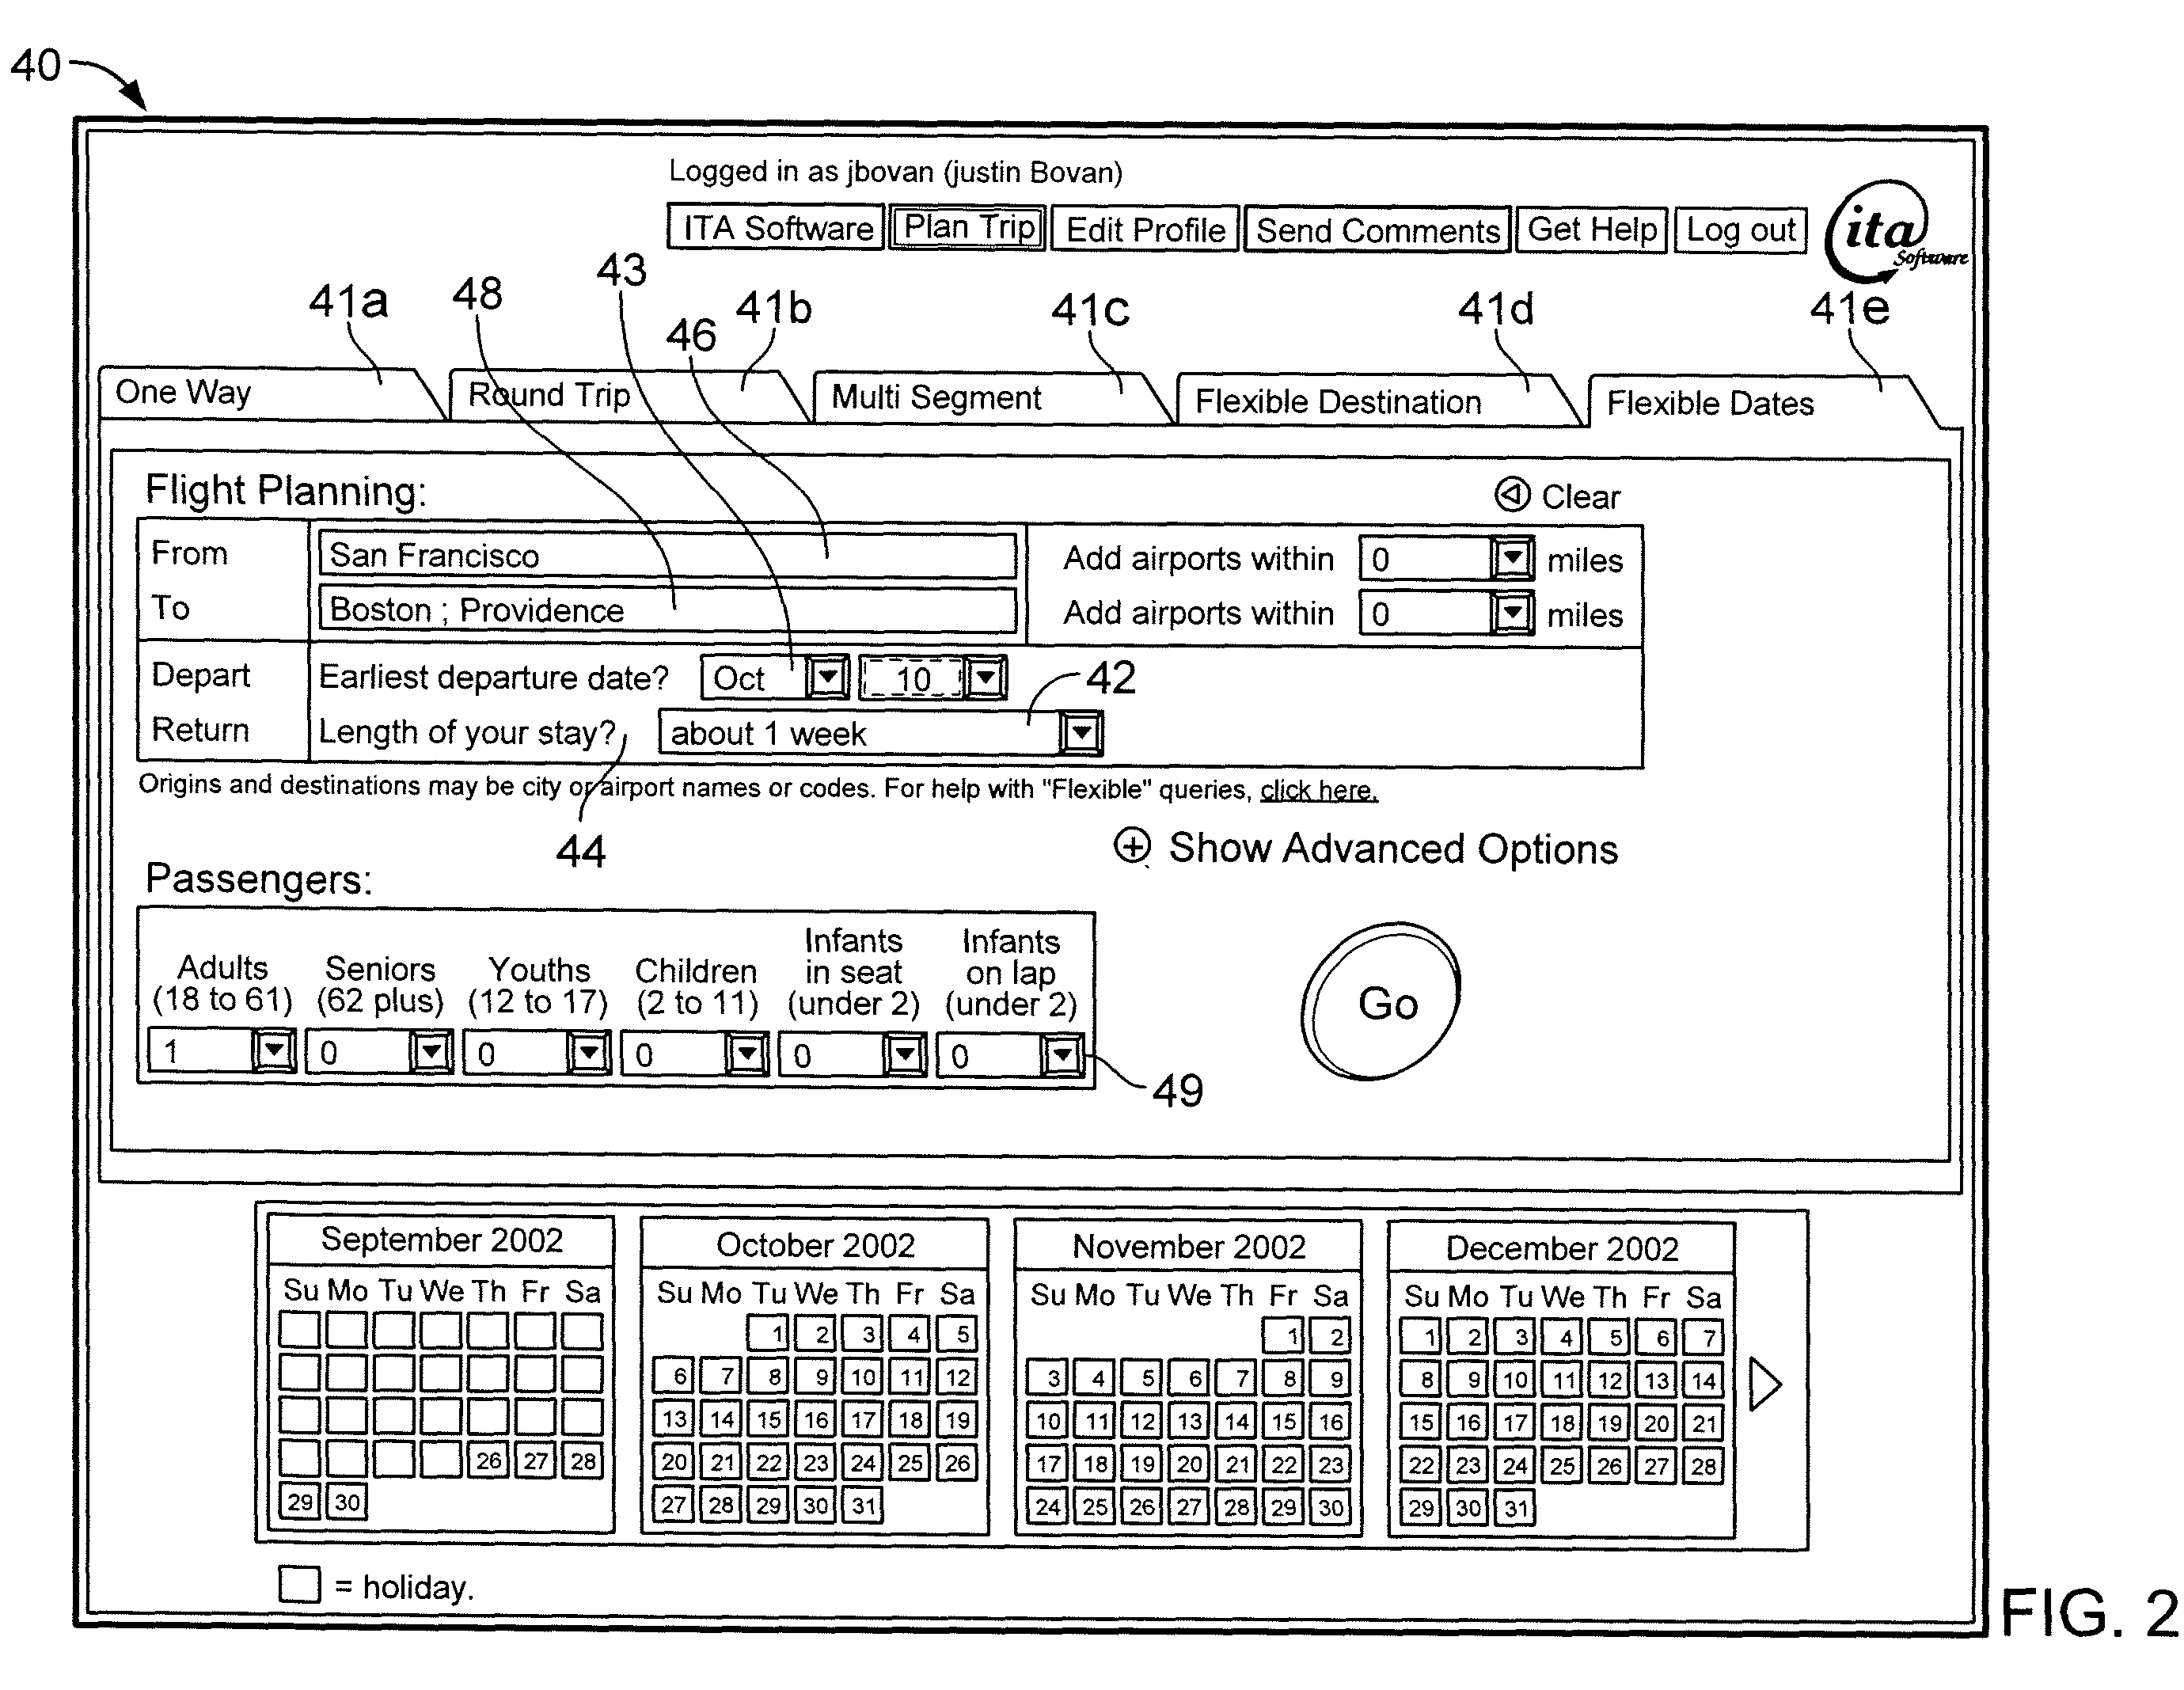 40
Logged in as jbovan (justin Bovan)
ITA Software Plan Trip Edit Profile Send Comments Get Help Log out
ita Software
41a 48 43 46 41b 41c 41d 41e
One Way Round Trip Multi Segment Flexible Destination Flexible Dates
Flight Planning: Clear
From San Francisco Add airports within 0 miles
To Boston ; Providence Add airports within 0 miles
Depart Earliest departure date? Oct 10 42
Return Length of your stay? about 1 week
Origins and destinations may be city or airport names or codes. For help with "Flexible" queries, click here.
44
Show Advanced Options
Passengers:
Adults (18 to 61) Seniors (62 plus) Youths (12 to 17) Children (2 to 11) Infants in seat (under 2) Infants on lap (under 2)
1 0 0 0 0 0
49
Go
September 2002
Su Mo Tu We Th Fr Sa
26 27 28
29 30
October 2002
Su Mo Tu We Th Fr Sa
1 2 3 4 5
6 7 8 9 10 11 12
13 14 15 16 17 18 19
20 21 22 23 24 25 26
27 28 29 30 31
November 2002
Su Mo Tu We Th Fr Sa
1 2
3 4 5 6 7 8 9
10 11 12 13 14 15 16
17 18 19 20 21 22 23
24 25 26 27 28 29 30
December 2002
Su Mo Tu We Th Fr Sa
1 2 3 4 5 6 7
8 9 10 11 12 13 14
15 16 17 18 19 20 21
22 23 24 25 26 27 28
29 30 31
= holiday.
FIG. 2